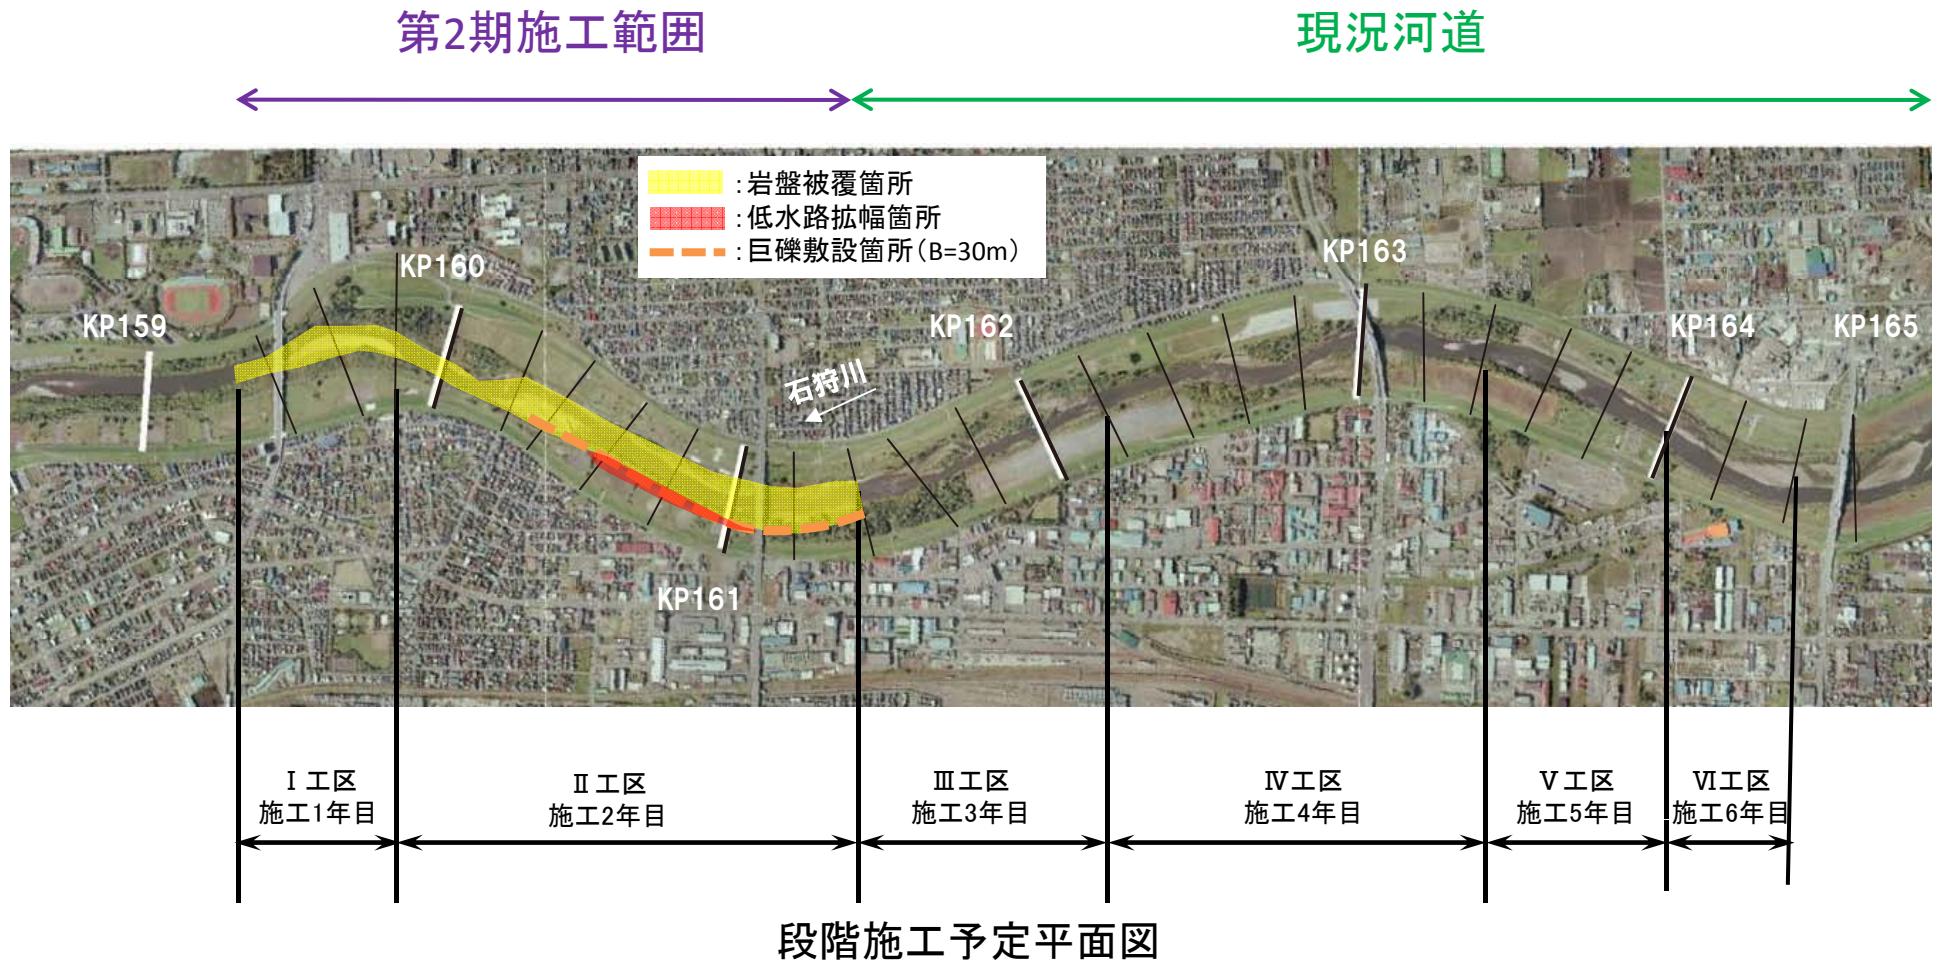 第2期施工範囲
現況河道
：岩盤被覆箇所
：低水路拡幅箇所
：巨礫敷設箇所（B=30m）
KP159
KP160
KP161
KP162
KP163
KP164
KP165
石狩川
Ⅰ工区
施工1年目
Ⅱ工区
施工2年目
Ⅲ工区
施工3年目
Ⅳ工区
施工4年目
Ⅴ工区
施工5年目
Ⅵ工区
施工6年目
段階施工予定平面図